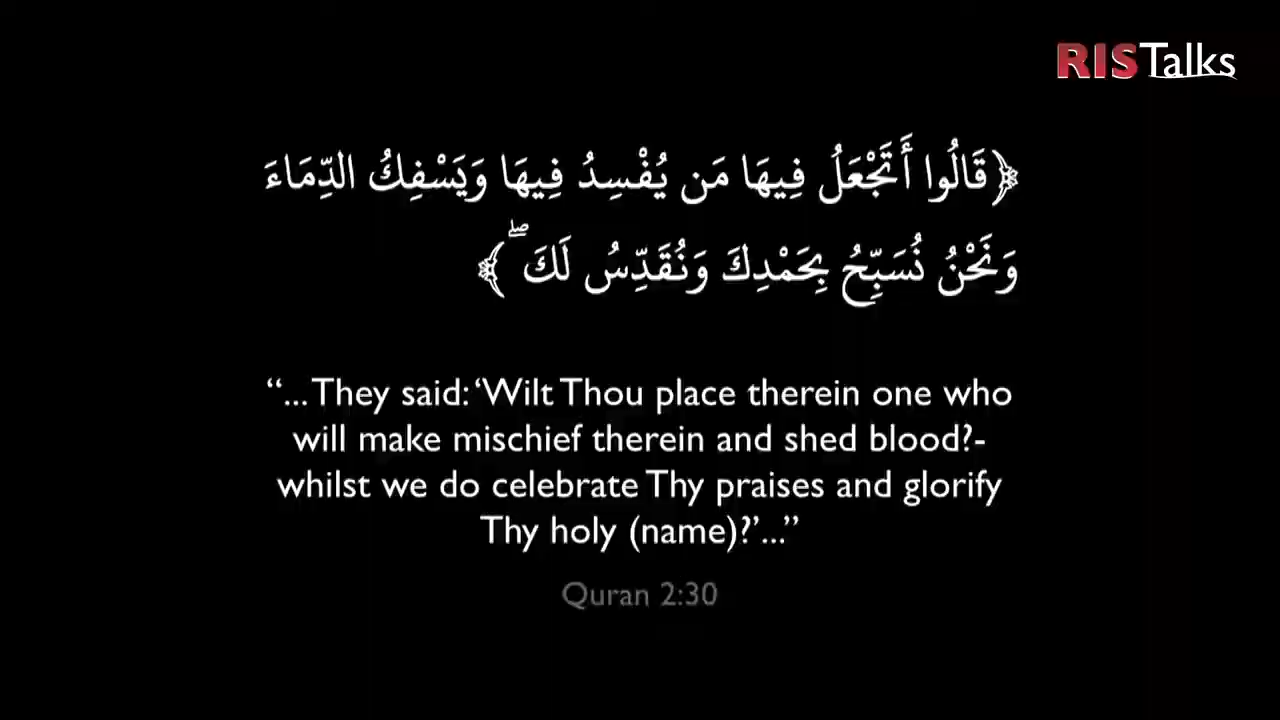 RISTalks
﴿قَالُوا أَتَجْعَلُ فِيهَا مَن يُفْسِدُ فِيهَا وَيَسْفِكُ الدِّمَاءَ
وَنَحْنُ نُسَبِّحُ بِحَمْدِكَ وَنُقَدِّسُ لَكَ ۖ﴾
“... They said: ‘Wilt Thou place therein one who
will make mischief therein and shed blood?-
whilst we do celebrate Thy praises and glorify
Thy holy (name)?’...”
Quran 2:30